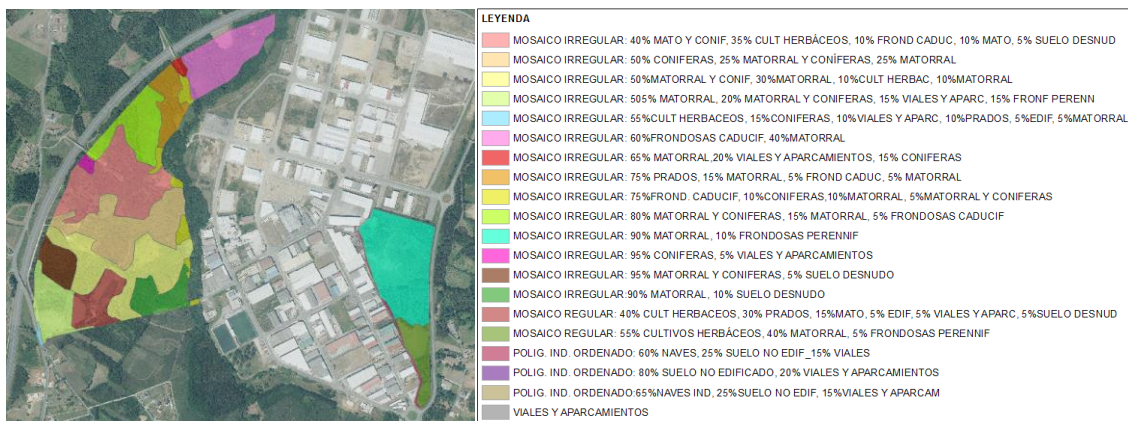 LEYENDA
MOSAICO IRREGULAR: 40% MATO Y CONIF, 35% CULT HERBÁCEOS, 10% FROND CADUC, 10% MATO, 5% SUELO DESNUD
MOSAICO IRREGULAR: 50% CONIFERAS, 25% MATORRAL Y CONÍFERAS, 25% MATORRAL
MOSAICO IRREGULAR: 50%MATORRAL Y CONIF, 30%MATORRAL, 10%CULT HERBAC, 10%MATORRAL
MOSAICO IRREGULAR: 505% MATORRAL, 20% MATORRAL Y CONIFERAS, 15% VIALES Y APARC, 15% FRONF PERENN
MOSAICO IRREGULAR: 55%CULT HERBACEOS, 15%CONIFERAS, 10%VIALES Y APARC, 10%PRADOS, 5%EDIF, 5%MATORRAL
MOSAICO IRREGULAR: 60%FRONDOSAS CADUCIF, 40%MATORRAL
MOSAICO IRREGULAR: 65% MATORRAL,20% VIALES Y APARCAMIENTOS, 15% CONIFERAS
MOSAICO IRREGULAR: 75% PRADOS, 15% MATORRAL, 5% FROND CADUC, 5% MATORRAL
MOSAICO IRREGULAR: 75%FROND. CADUCIF, 10%CONIFERAS,10%MATORRAL, 5%MATORRAL Y CONIFERAS
MOSAICO IRREGULAR: 80% MATORRAL Y CONIFERAS, 15% MATORRAL, 5% FRONDOSAS CADUCIF
MOSAICO IRREGULAR: 90% MATORRAL, 10% FRONDOSAS PERENNIF
MOSAICO IRREGULAR: 95% CONIFERAS, 5% VIALES Y APARCAMIENTOS
MOSAICO IRREGULAR: 95% MATORRAL Y CONIFERAS, 5% SUELO DESNUDO
MOSAICO IRREGULAR:90% MATORRAL, 10% SUELO DESNUDO
MOSAICO REGULAR: 40% CULT HERBACEOS, 30% PRADOS, 15%MATO, 5% EDIF, 5% VIALES Y APARC, 5%SUELO DESNUD
MOSAICO REGULAR: 55% CULTIVOS HERBÁCEOS, 40% MATORRAL, 5% FRONDOSAS PERENNIF
POLIG. IND. ORDENADO: 60% NAVES, 25% SUELO NO EDIF_15% VIALES
POLIG. IND. ORDENADO: 80% SUELO NO EDIFICADO, 20% VIALES Y APARCAMIENTOS
POLIG. IND. ORDENADO:65%NAVES IND, 25%SUELO NO EDIF, 15%VIALES Y APARCAM
VIALES Y APARCAMIENTOS